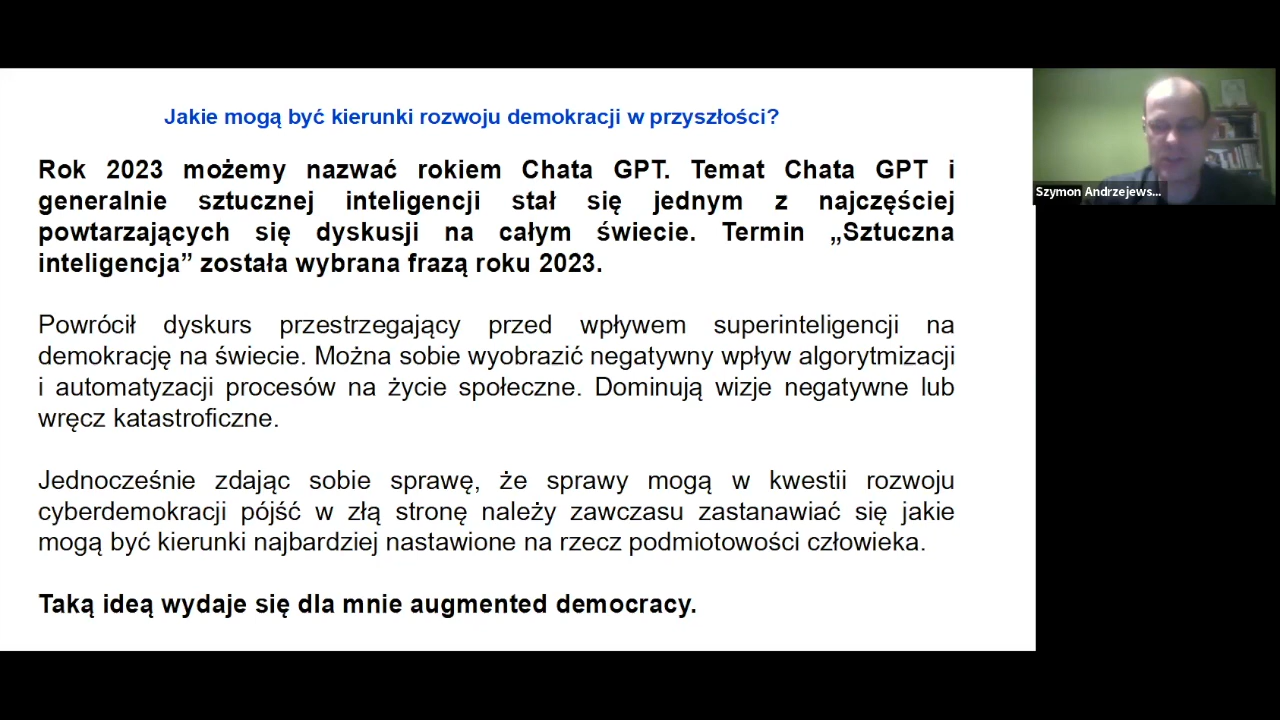 Jakie mogą być kierunki rozwoju demokracji w przyszłości?
Rok 2023 możemy nazwać rokiem Chata GPT. Temat Chata GPT i
generalnie sztucznej inteligencji stał się jednym z najczęściej
powtarzających się dyskusji na całym świecie. Termin „Sztuczna
inteligencja” została wybrana frazą roku 2023.
Powrócił dyskurs przestrzegający przed wpływem superinteligencji na
demokrację na świecie. Można sobie wyobrazić negatywny wpływ algorytmizacji
i automatyzacji procesów na życie społeczne. Dominują wizje negatywne lub
wręcz katastroficzne.
Jednocześnie zdając sobie sprawę, że sprawy mogą w kwestii rozwoju
cyberdemokracji pójść w złą stronę należy zawczasu zastanawiać się jakie
mogą być kierunki najbardziej nastawione na rzecz podmiotowości człowieka.
Taką ideą wydaje się dla mnie augmented democracy.
Szymon Andrzejews...